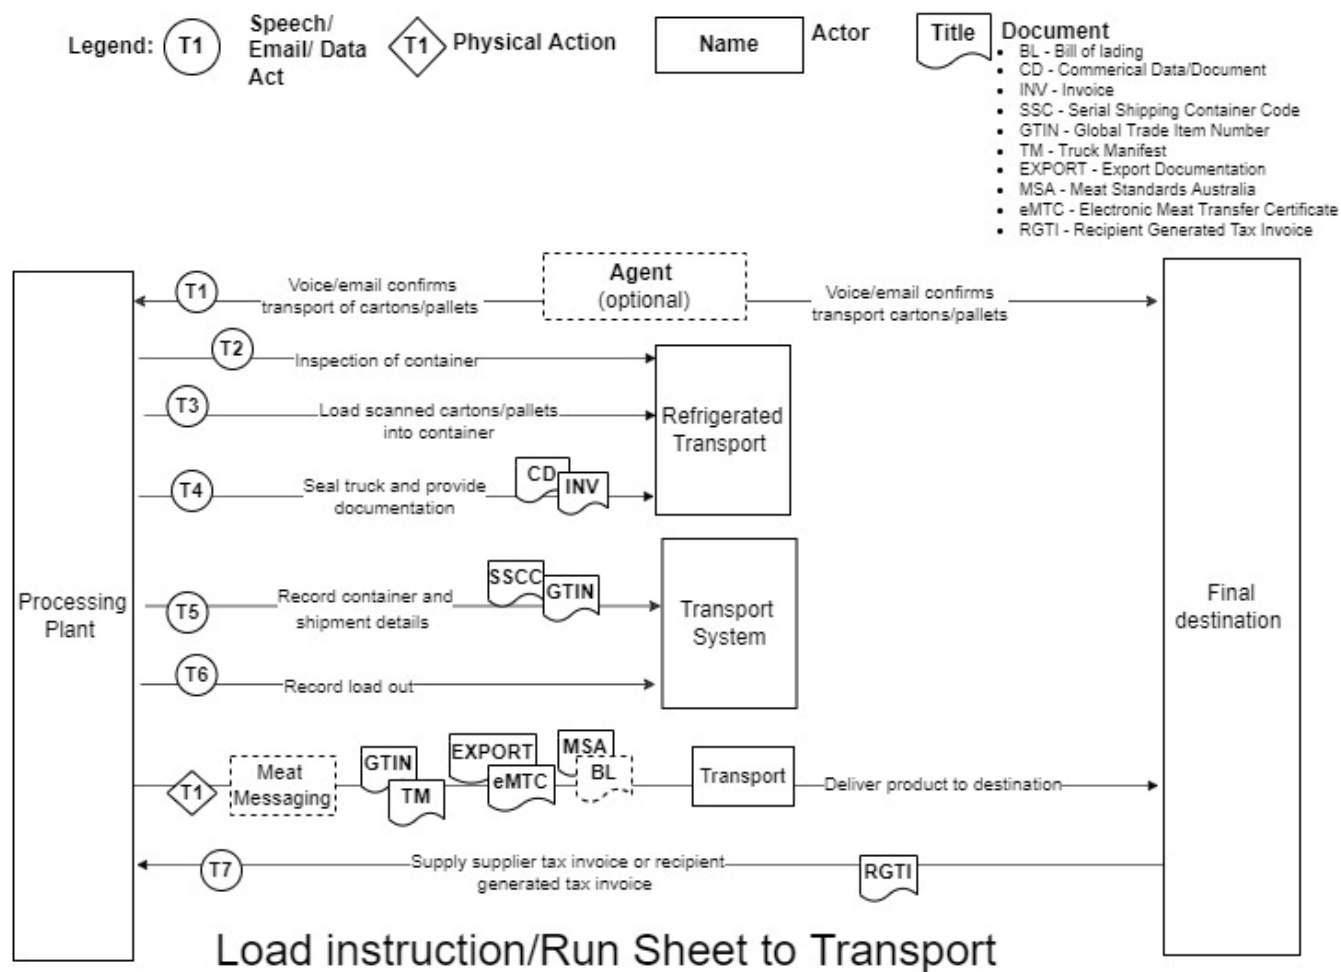 Legend:
T1
Speech/
Email/ Data
Act
T1
Physical Action
Name
Actor
Title
Document
• BL - Bill of lading
• CD - Commerical Data/Document
• INV - Invoice
• SSC - Serial Shipping Container Code
• GTIN - Global Trade Item Number
• TM - Truck Manifest
• EXPORT - Export Documentation
• MSA - Meat Standards Australia
• eMTC - Electronic Meat Transfer Certificate
• RGTI - Recipient Generated Tax Invoice
Processing
Plant
T1
Voice/email confirms
transport of cartons/pallets
Agent
(optional)
Voice/email confirms
transport cartons/pallets
T2
Inspection of container
T3
Load scanned cartons/pallets
into container
Refrigerated
Transport
T4
Seal truck and provide
documentation
CD
INV
T5
Record container and
shipment details
SSCC
GTIN
Transport
System
T6
Record load out
Final
destination
T1
Meat
Messaging
GTIN
TM
EXPORT
eMTC
MSA
BL
Transport
Deliver product to destination
T7
Supply supplier tax invoice or recipient
generated tax invoice
RGTI
Load instruction/Run Sheet to Transport